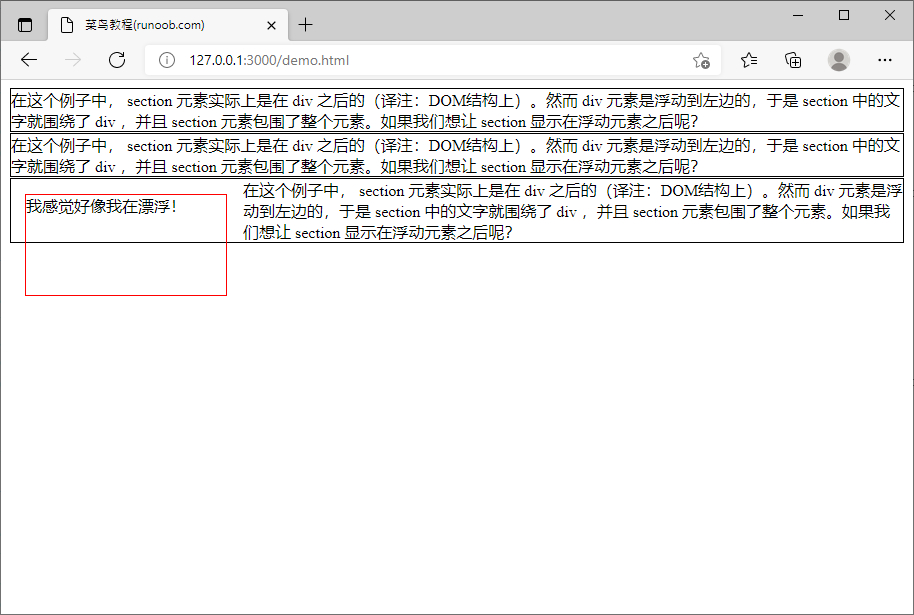 菜鸟教程(runoob.com)
127.0.0.1:3000/demo.html
在这个例子中， section 元素实际上是在 div 之后的（译注：DOM结构上）。然而 div 元素是浮动到左边的，于是 section 中的文
字就围绕了 div ，并且 section 元素包围了整个元素。如果我们想让 section 显示在浮动元素之后呢？
在这个例子中， section 元素实际上是在 div 之后的（译注：DOM结构上）。然而 div 元素是浮动到左边的，于是 section 中的文
字就围绕了 div ，并且 section 元素包围了整个元素。如果我们想让 section 显示在浮动元素之后呢？
我感觉好像我在漂浮！
在这个例子中， section 元素实际上是在 div 之后的（译注：DOM结构上）。然而 div 元素是浮
动到左边的，于是 section 中的文字就围绕了 div ，并且 section 元素包围了整个元素。如果我
们想让 section 显示在浮动元素之后呢？